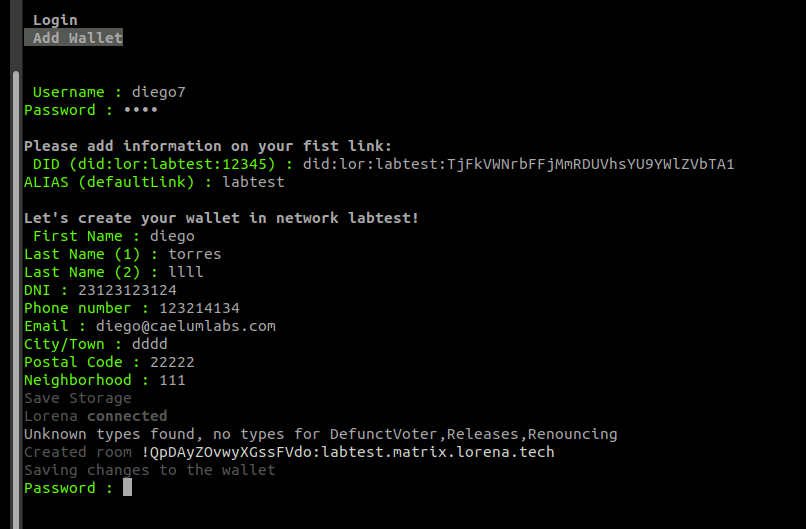 Login
Add Wallet
Username : diego7
Password : ••••
Please add information on your fist link:
DID (did:lor:labtest:12345) : did:lor:labtest:TjFkVWNrbFFjMmRDUVhsYU9YWlZVbTA1
ALIAS (defaultLink) : labtest
Let's create your wallet in network labtest!
First Name : diego
Last Name (1) : torres
Last Name (2) : llll
DNI : 23123123124
Phone number : 123214134
Email : diego@caelumlabs.com
City/Town : dddd
Postal Code : 22222
Neighborhood : 111
Save Storage
Lorena connected
Unknown types found, no types for DefunctVoter,Releases,Renouncing
Created room !QpDAyZOvwyXGssFVdo:labtest.matrix.lorena.tech
Saving changes to the wallet
Password :